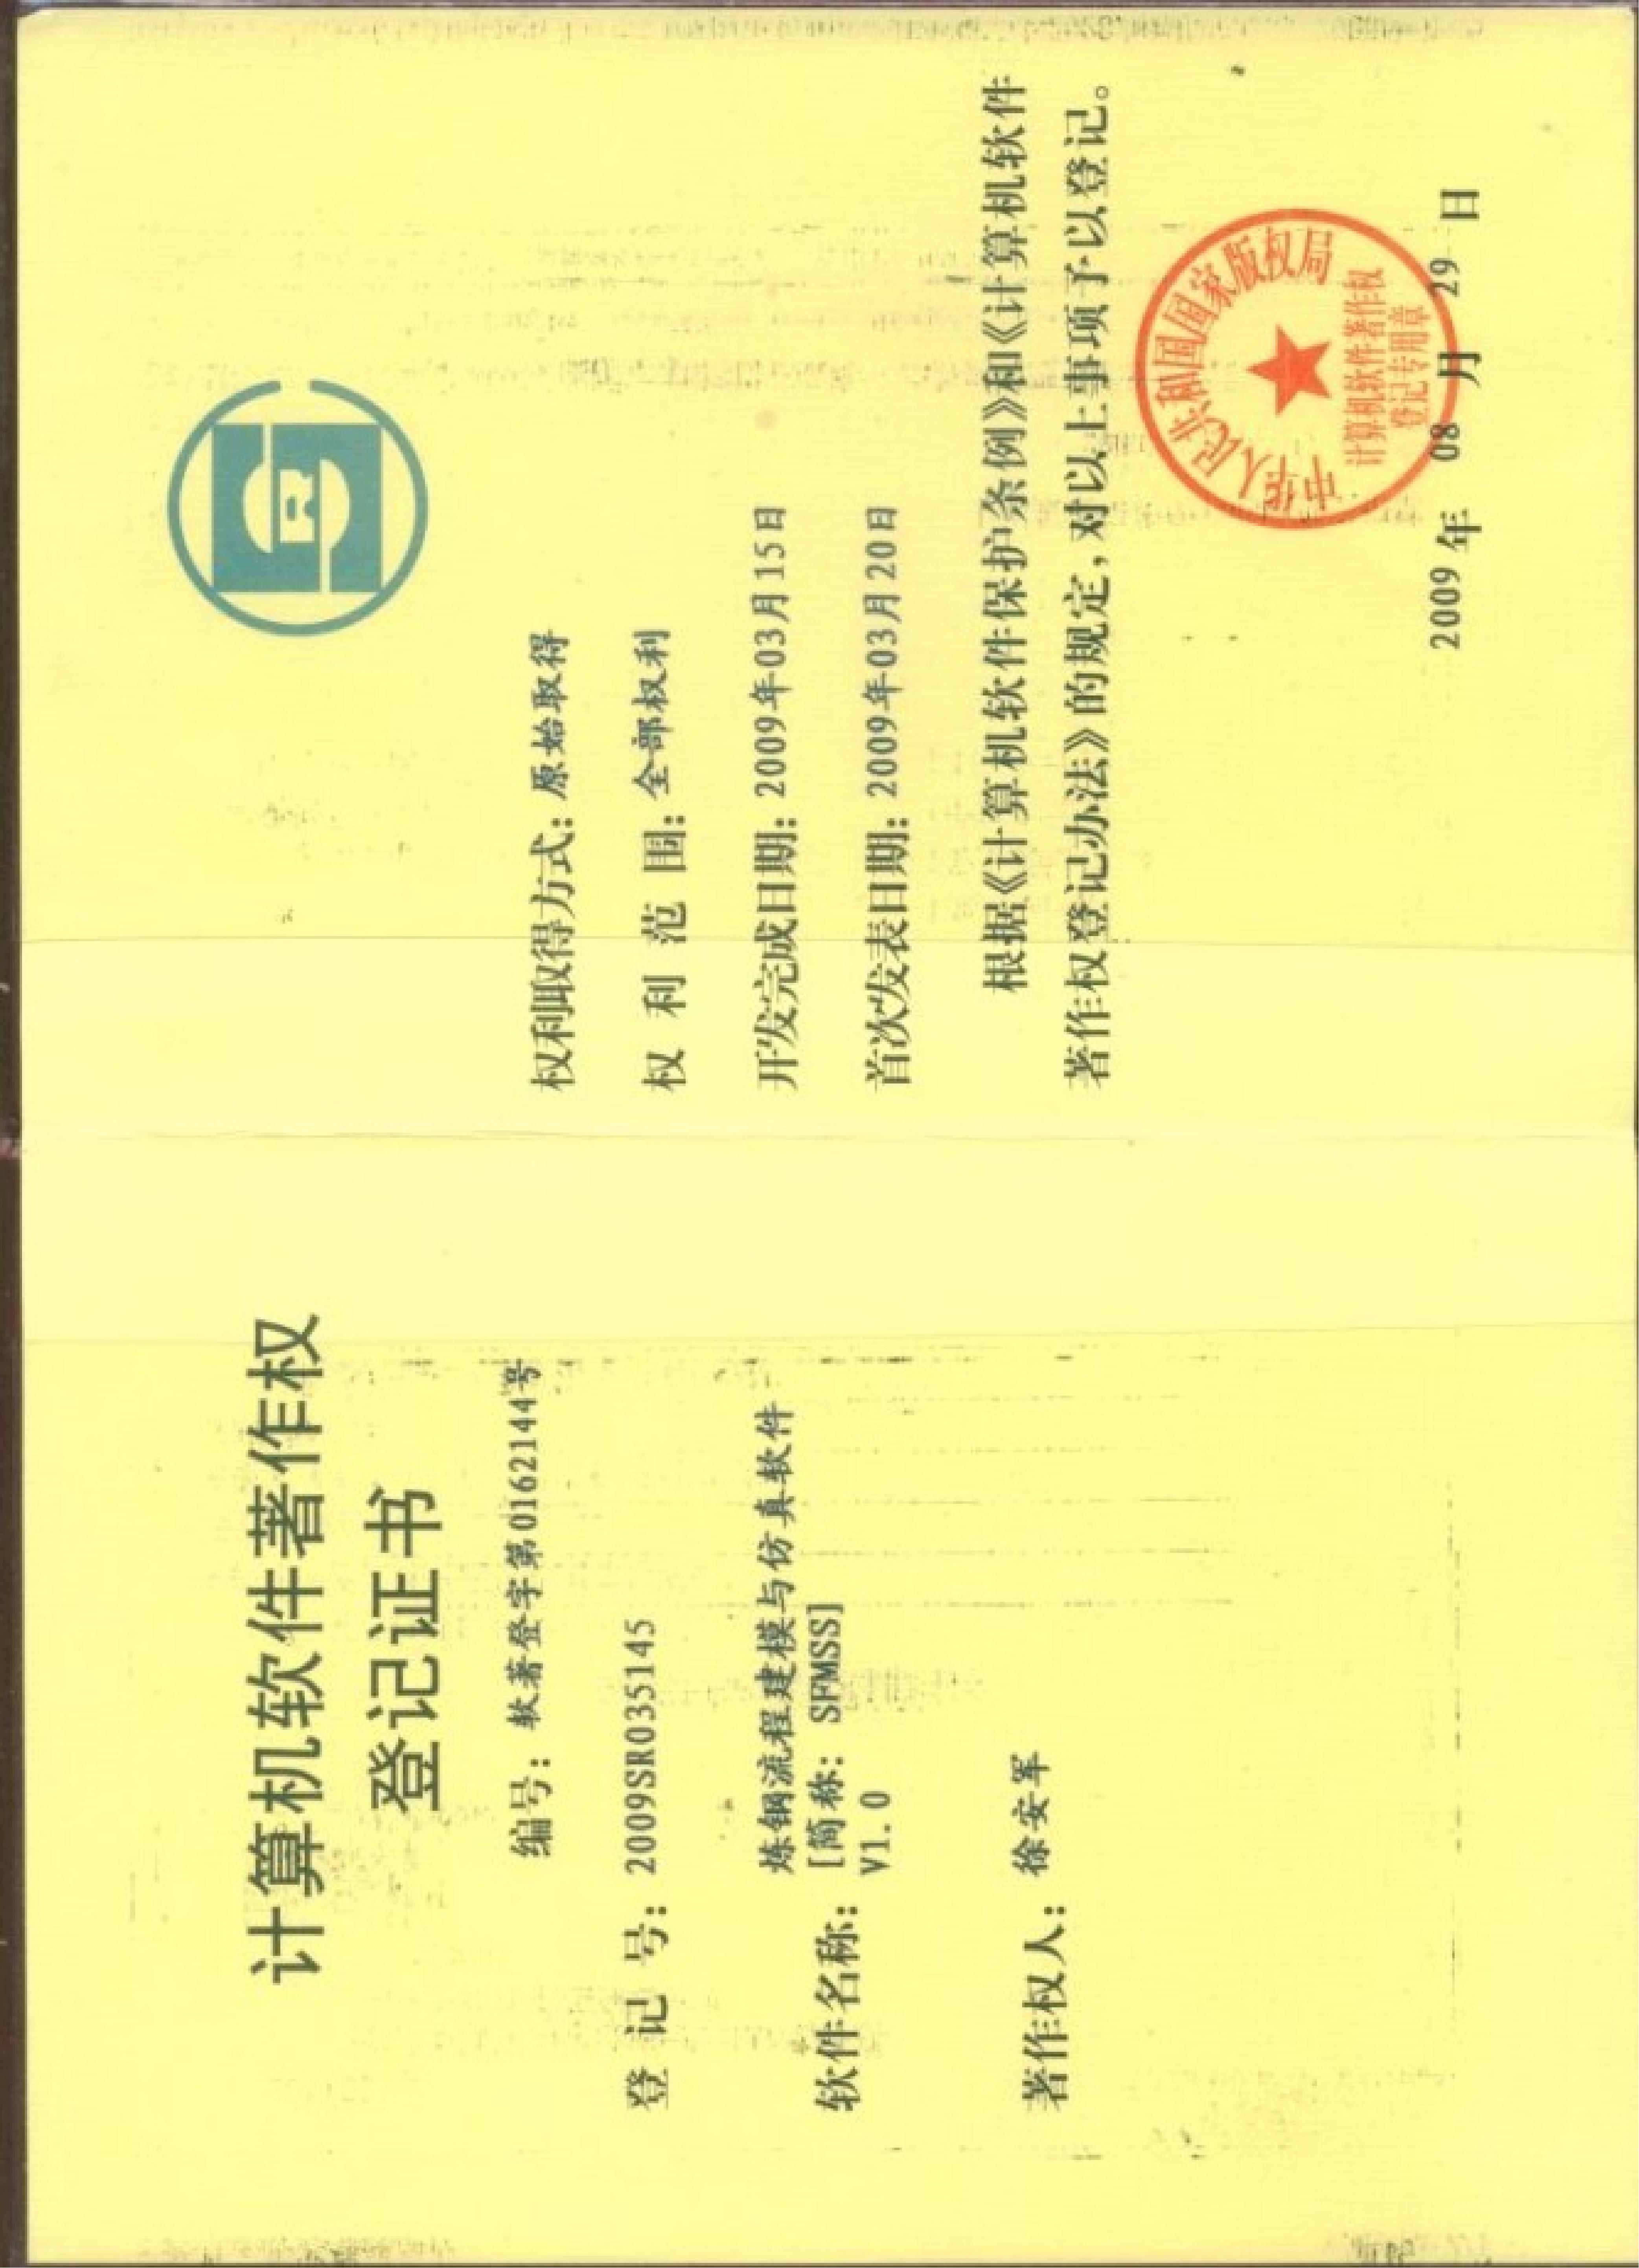 计算机软件著作权
登记证书
编号：软著登字第0162144号
登 记 号：2009SR035145
软件名称：炼钢流程建模与仿真软件
[简称：SFMSS]
V1.0
著作权人：徐安军
权利取得方式：原始取得
权 利 范 围：全部权利
开发完成日期：2009年03月15日
首次发表日期：2009年03月20日
根据《计算机软件保护条例》和《计算机软件
著作权登记办法》的规定，对以上事项予以登记。
中华人民共和国国家版权局
计算机软件著作权
登记专用章
2009 年 08 月 29 日